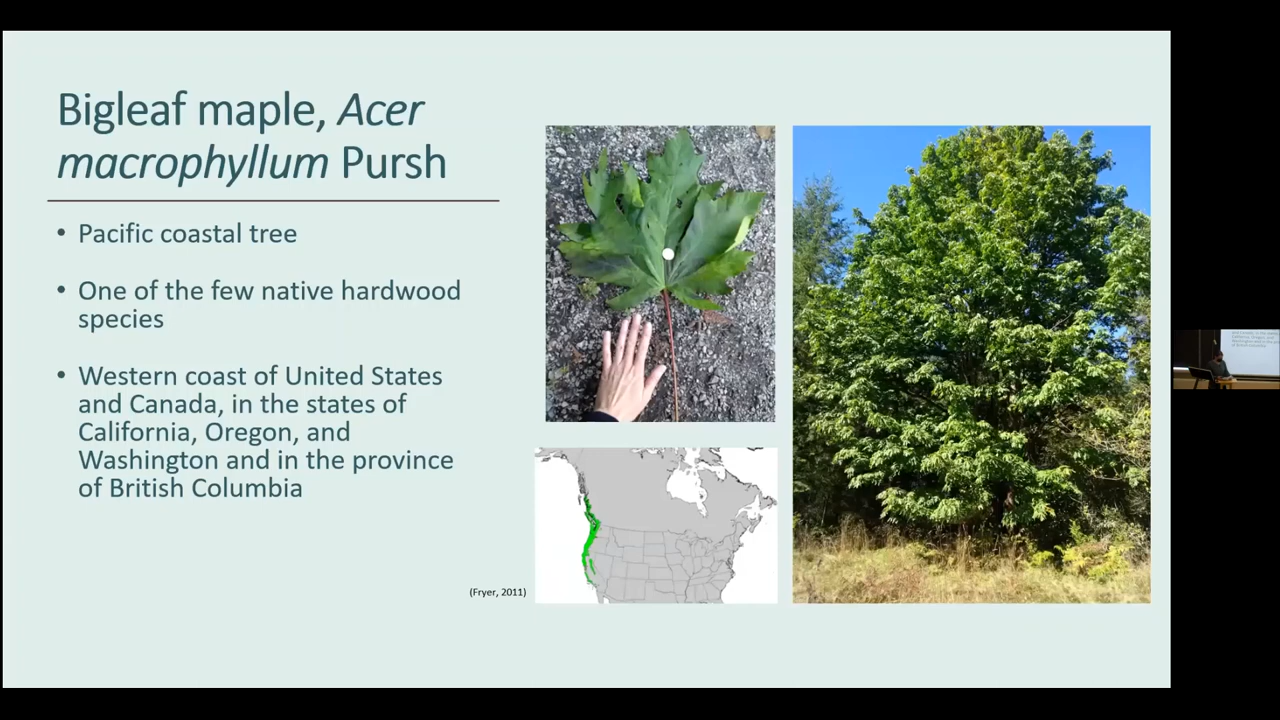 Bigleaf maple, Acer
macrophyllum Pursh
• Pacific coastal tree
• One of the few native hardwood
species
• Western coast of United States
and Canada, in the states of
California, Oregon, and
Washington and in the province
of British Columbia
(Fryer, 2011)